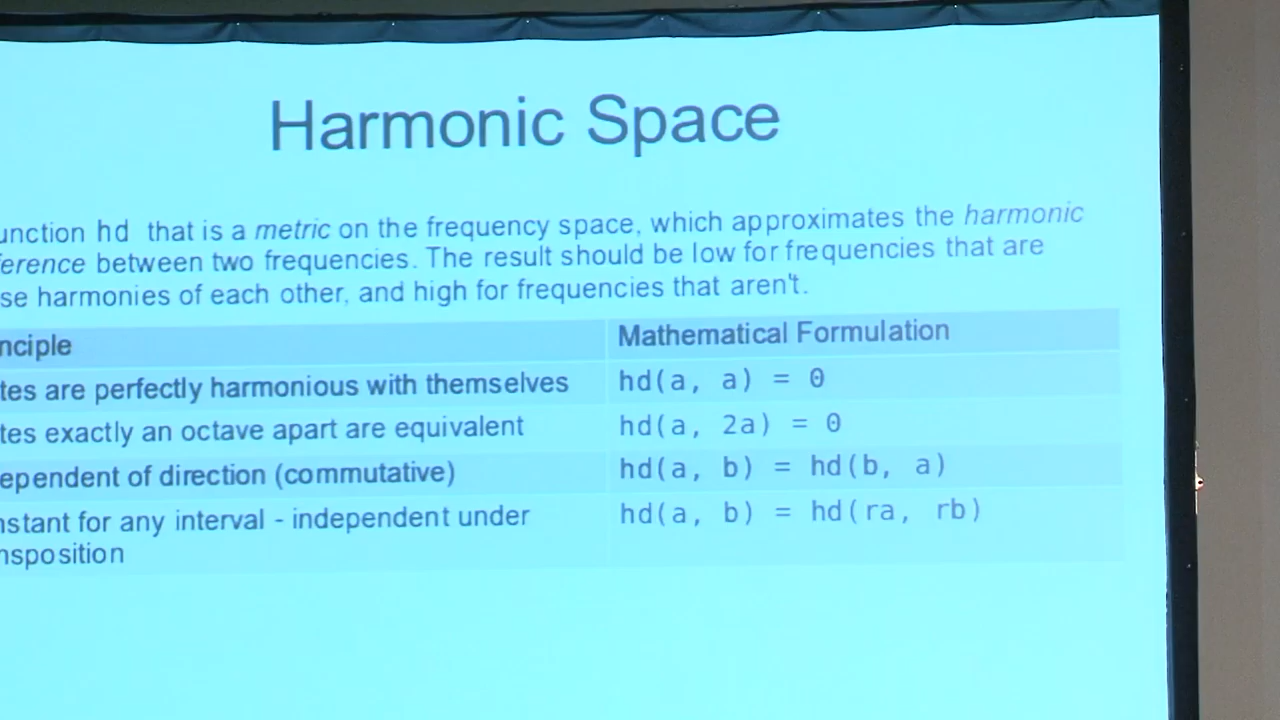 Harmonic Space
unction hd that is a metric on the frequency space, which approximates the harmonic
erence between two frequencies. The result should be low for frequencies that are
se harmonies of each other, and high for frequencies that aren't.
nciple Mathematical Formulation
tes are perfectly harmonious with themselves hd(a, a) = 0
tes exactly an octave apart are equivalent hd(a, 2a) = 0
ependent of direction (commutative) hd(a, b) = hd(b, a)
nstant for any interval - independent under hd(a, b) = hd(ra, rb)
nsposition